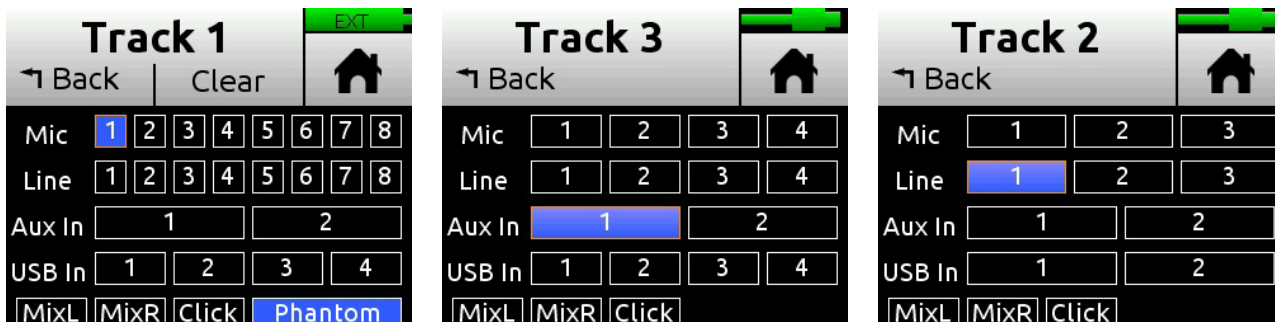 EXT
Track 1
Back Clear
Mic 1 2 3 4 5 6 7 8
Line 1 2 3 4 5 6 7 8
Aux In 1 2
USB In 1 2 3 4
MixL MixR Click Phantom
Track 3
Back
Mic 1 2 3 4
Line 1 2 3 4
Aux In 1 2
USB In 1 2 3 4
MixL MixR Click
Track 2
Back
Mic 1 2 3
Line 1 2 3
Aux In 1 2
USB In 1 2
MixL MixR Click